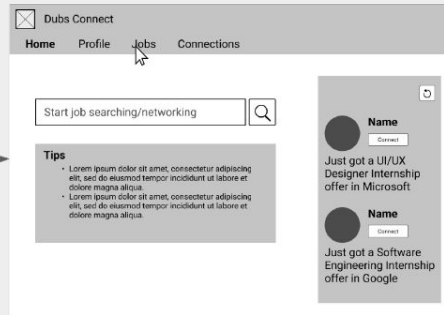 Dubs Connect
Home Profile Jobs Connections
Start job searching/networking
Tips
• Lorem ipsum dolor sit amet, consectetur adipiscing
elit, sed do eiusmod tempor incididunt ut labore et
dolore magna aliqua.
• Lorem ipsum dolor sit amet, consectetur adipiscing
elit, sed do eiusmod tempor incididunt ut labore et
dolore magna aliqua.
Name
Connect
Just got a UI/UX
Designer Internship
offer in Microsoft
Name
Connect
Just got a Software
Engineering Internship
offer in Google